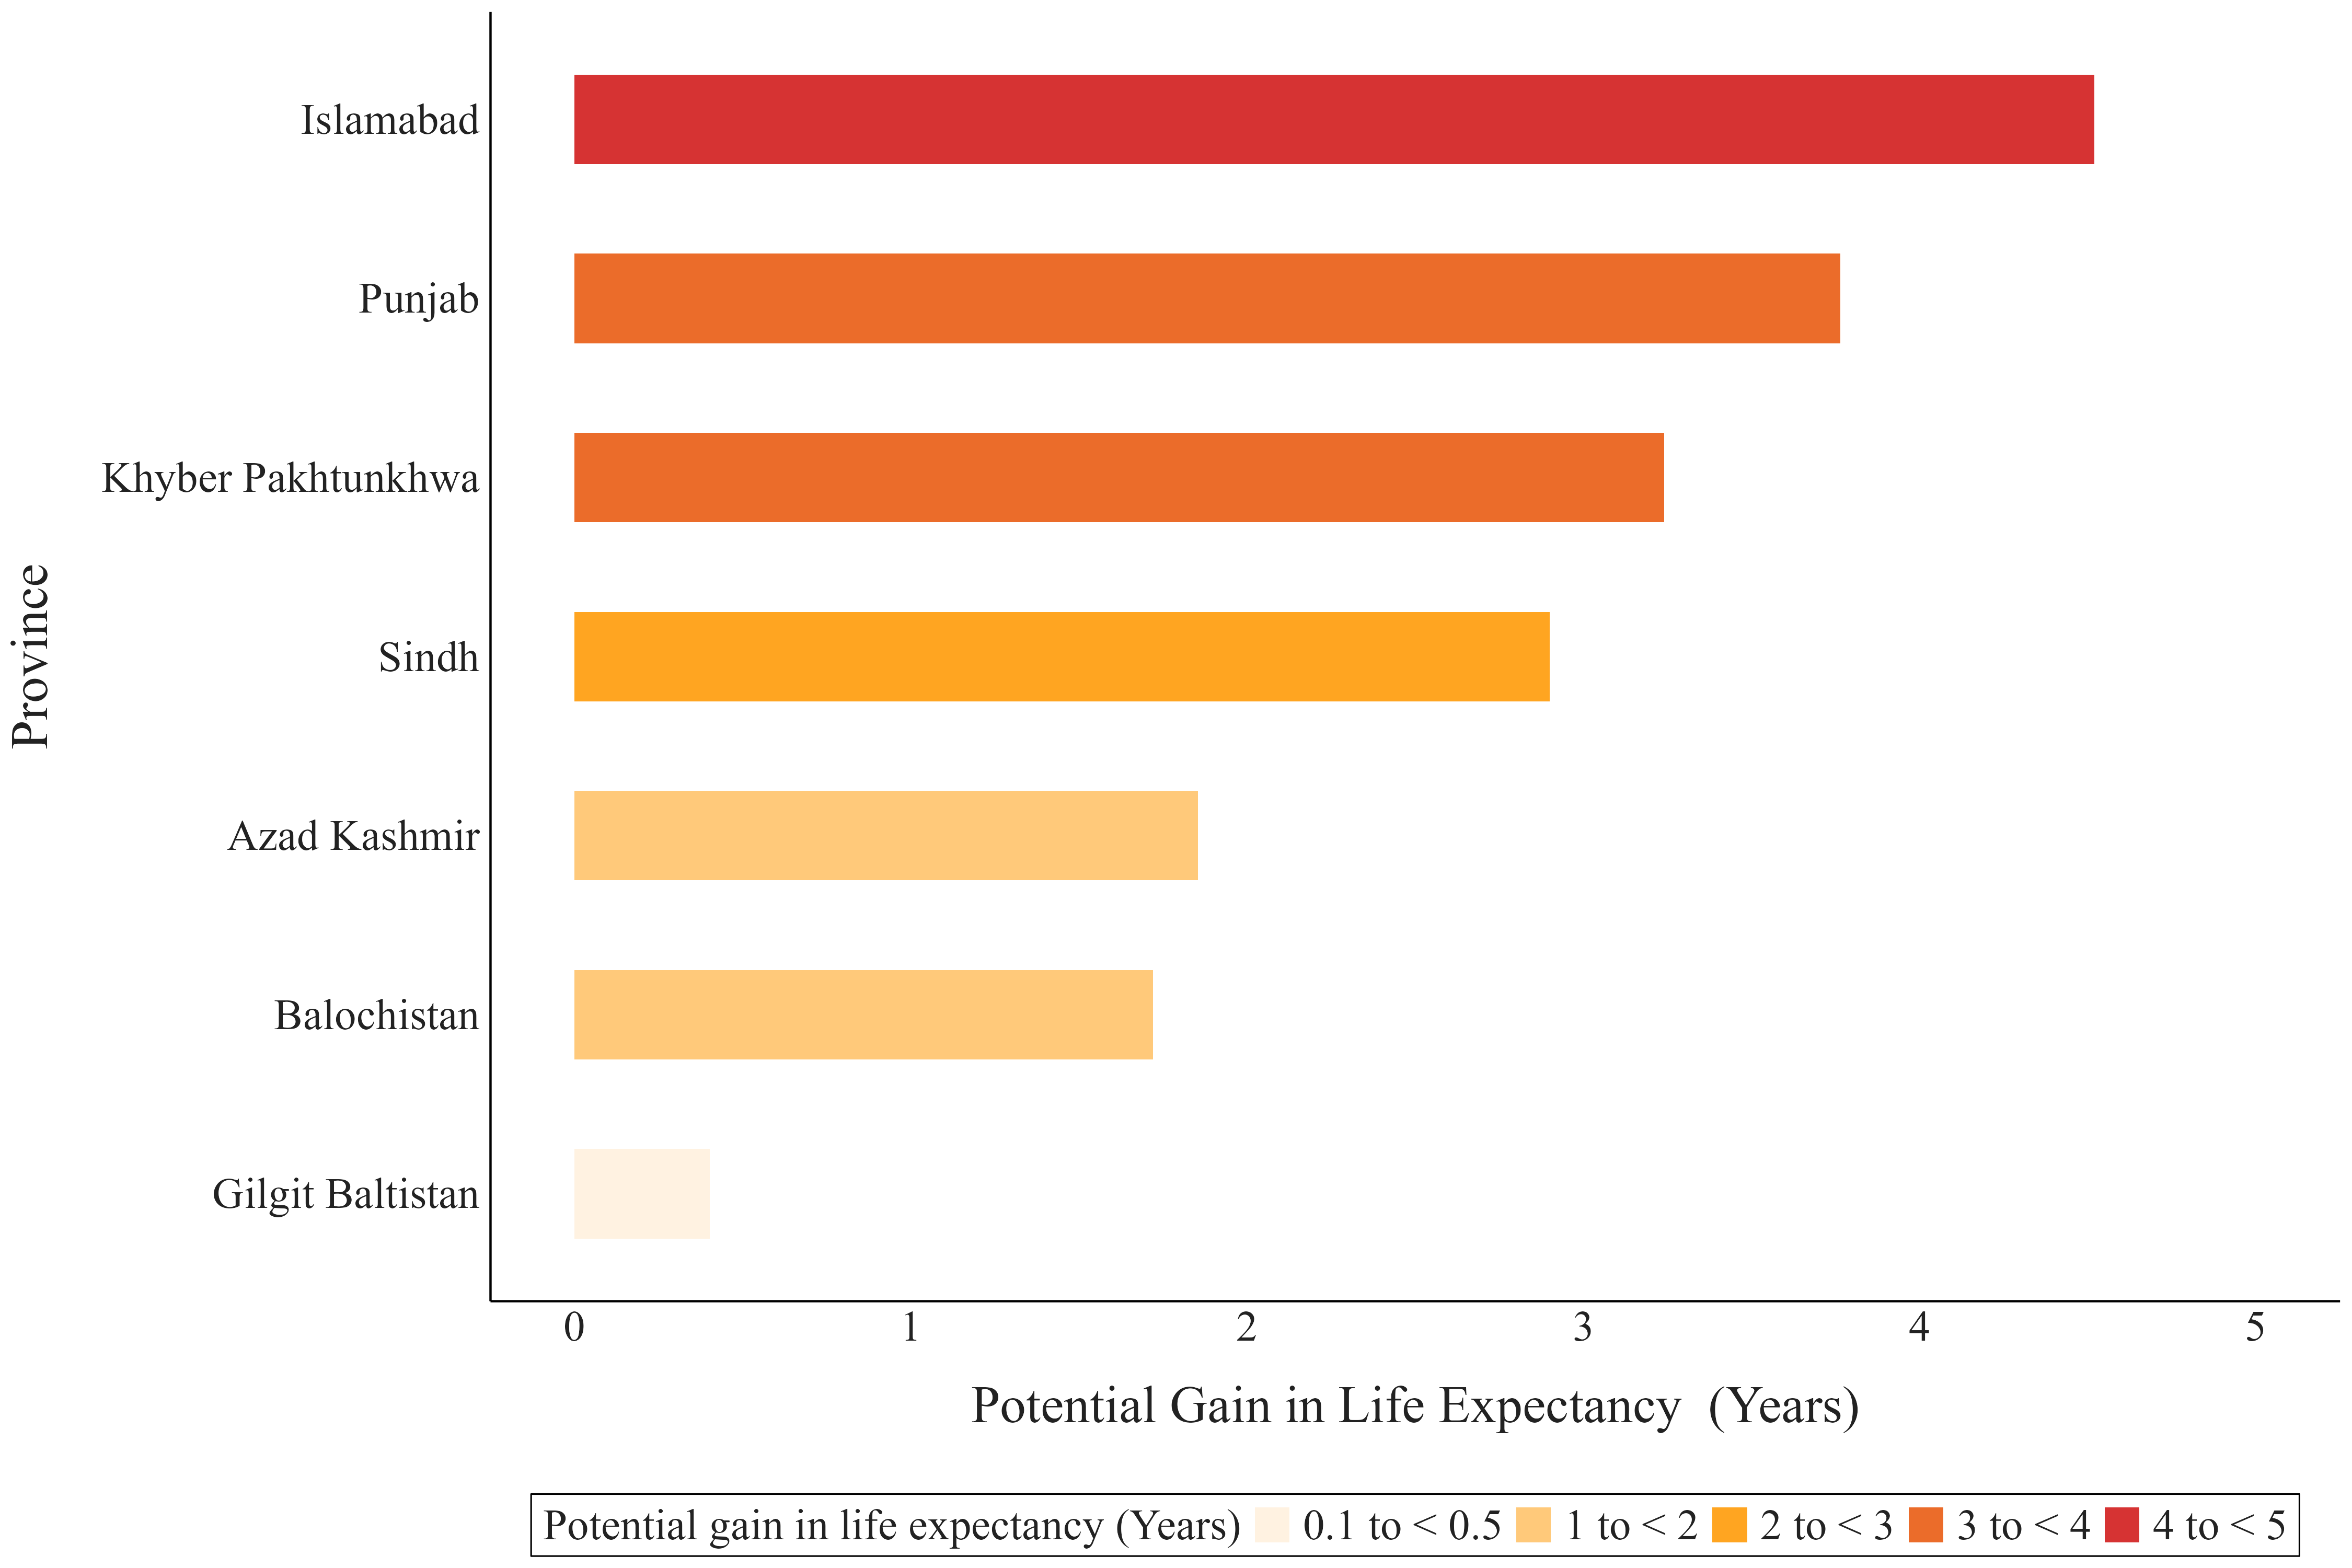 Islamabad
Punjab
Khyber Pakhtunkhwa
Sindh
Azad Kashmir
Balochistan
Gilgit Baltistan
Province
0 1 2 3 4 5
Potential Gain in Life Expectancy (Years)
Potential gain in life expectancy (Years) 0.1 to < 0.5 1 to < 2 2 to < 3 3 to < 4 4 to < 5